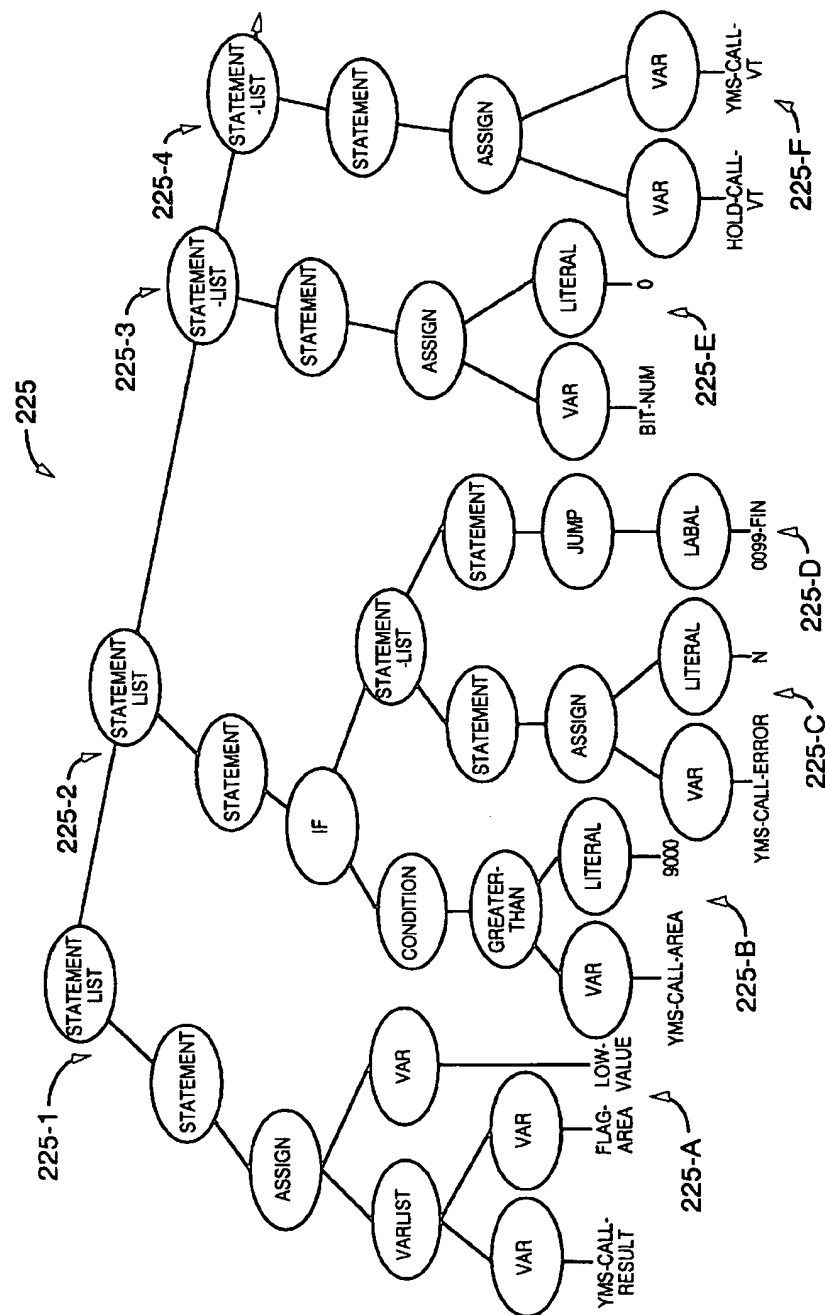 225
225-1
STATEMENT
LIST
225-2
STATEMENT
LIST
225-3
STATEMENT
-LIST
225-4
STATEMENT
-LIST
STATEMENT
ASSIGN
VARLIST
VAR
VAR
VAR
YMS-CALL-
RESULT
FLAG-
AREA
LOW-
VALUE
225-A
STATEMENT
IF
CONDITION
GREATER-
THAN
VAR
LITERAL
YMS-CALL-AREA
9000
225-B
STATEMENT
-LIST
STATEMENT
ASSIGN
VAR
LITERAL
YMS-CALL-ERROR
N
225-C
STATEMENT
JUMP
LABAL
0099-FIN
225-D
STATEMENT
ASSIGN
VAR
LITERAL
BIT-NUM
0
225-E
STATEMENT
ASSIGN
VAR
VAR
HOLD-CALL-
VT
YMS-CALL-
VT
225-F